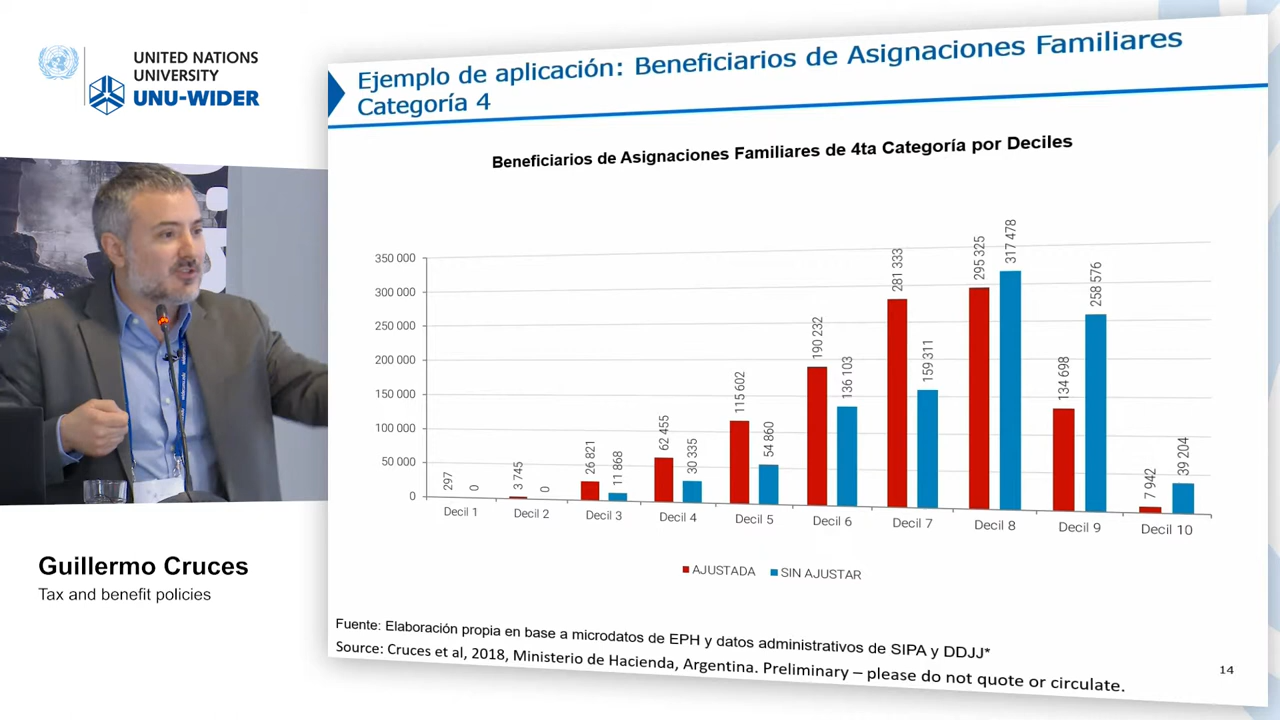 UNITED NATIONS
UNIVERSITY
UNU-WIDER
Ejemplo de aplicación: Beneficiarios de Asignaciones Familiares
Categoría 4
Beneficiarios de Asignaciones Familiares de 4ta Categoría por Deciles
350 000
300 000
250 000
200 000
150 000
100 000
50 000
0
297
0
3 745
0
26 821
11 868
62 455
30 335
115 602
54 860
190 232
136 103
281 333
159 311
295 325
317 478
134 698
258 576
7 942
39 204
Decil 1
Decil 2
Decil 3
Decil 4
Decil 5
Decil 6
Decil 7
Decil 8
Decil 9
Decil 10
AJUSTADA
SIN AJUSTAR
Fuente: Elaboración propia en base a microdatos de EPH y datos administrativos de SIPA y DDJJ*
Source: Cruces et al, 2018, Ministerio de Hacienda, Argentina. Preliminary – please do not quote or circulate.
14
Guillermo Cruces
Tax and benefit policies